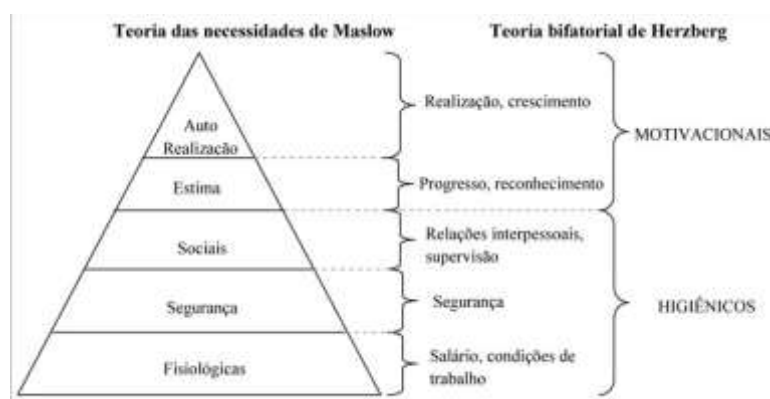 Teoria das necessidades de Maslow
Teoria bifatorial de Herzberg
Auto
Realização
Estima
Sociais
Segurança
Fisiológicas
Realização, crescimento
Progresso, reconhecimento
Relações interpessoais,
supervisão
Segurança
Salário, condições de
trabalho
MOTIVACIONAIS
HIGIÊNICOS